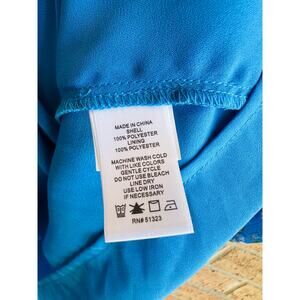 MADE IN CHINA
SHELL
100% POLYESTER
LINING
100% POLYESTER
MACHINE WASH COLD
WITH LIKE COLORS
GENTLE CYCLE
DO NOT USE BLEACH
LINE DRY
USE LOW IRON
IF NECESSARY
RN# 51323